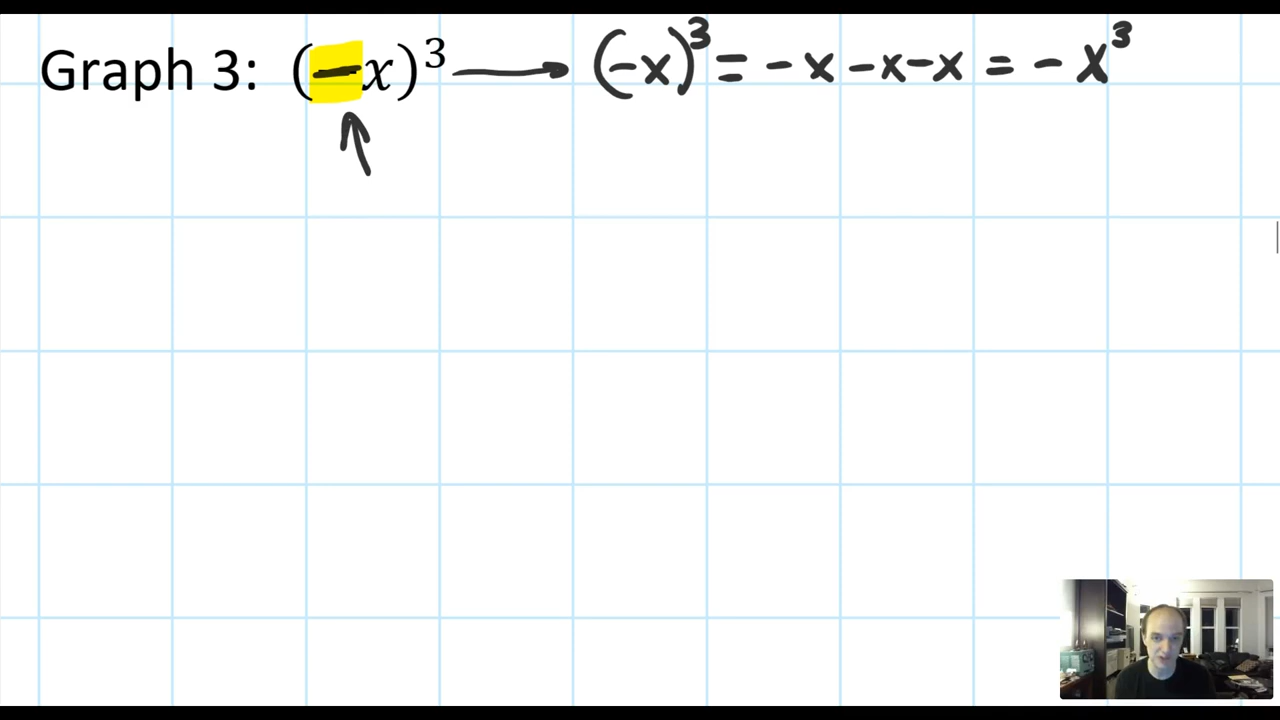 Graph 3: (−x)³ ⟶ (-x)³ = -x-x-x = -x³